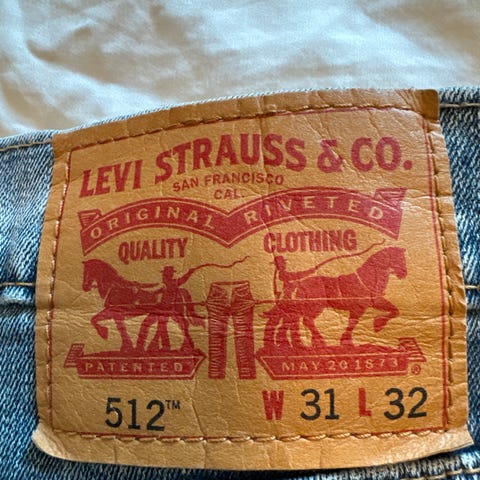 LEVI STRAUSS & CO.
SAN FRANCISCO
CAL.
ORIGINAL RIVETED
QUALITY CLOTHING
PATENTED MAY 20 1873 ®
512™ W 31 L 32